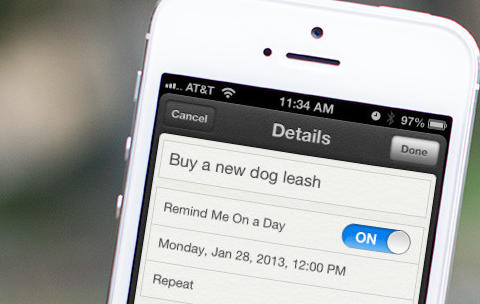 AT&T 11:34 AM 97%
Cancel Details Done
Buy a new dog leash
Remind Me On a Day ON
Monday, Jan 28, 2013, 12:00 PM
Repeat